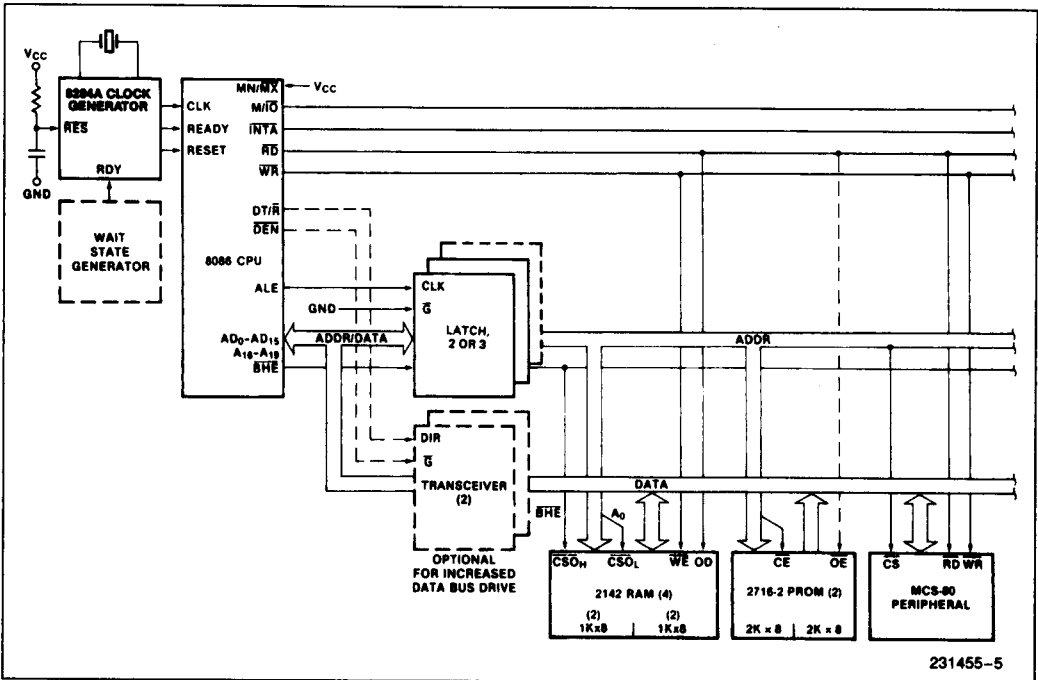 VCC
8284A CLOCK
GENERATOR
RES
RDY
GND
WAIT
STATE
GENERATOR
CLK
READY
RESET
MN/MX
VCC
M/IO
INTA
RD
WR
DT/R
DEN
8086 CPU
ALE
AD0-AD15
A16-A19
BHE
ADDR/DATA
GND
CLK
G
LATCH,
2 OR 3
ADDR
DIR
G
TRANSCEIVER
(2)
OPTIONAL
FOR INCREASED
DATA BUS DRIVE
DATA
BHE
A0
CSOH
CSOL
WE
OD
2142 RAM (4)
(2)
1Kx8
(2)
1Kx8
CE
OE
2716-2 PROM (2)
2K × 8
2K × 8
CS
RD
WR
MCS-80
PERIPHERAL
231455-5